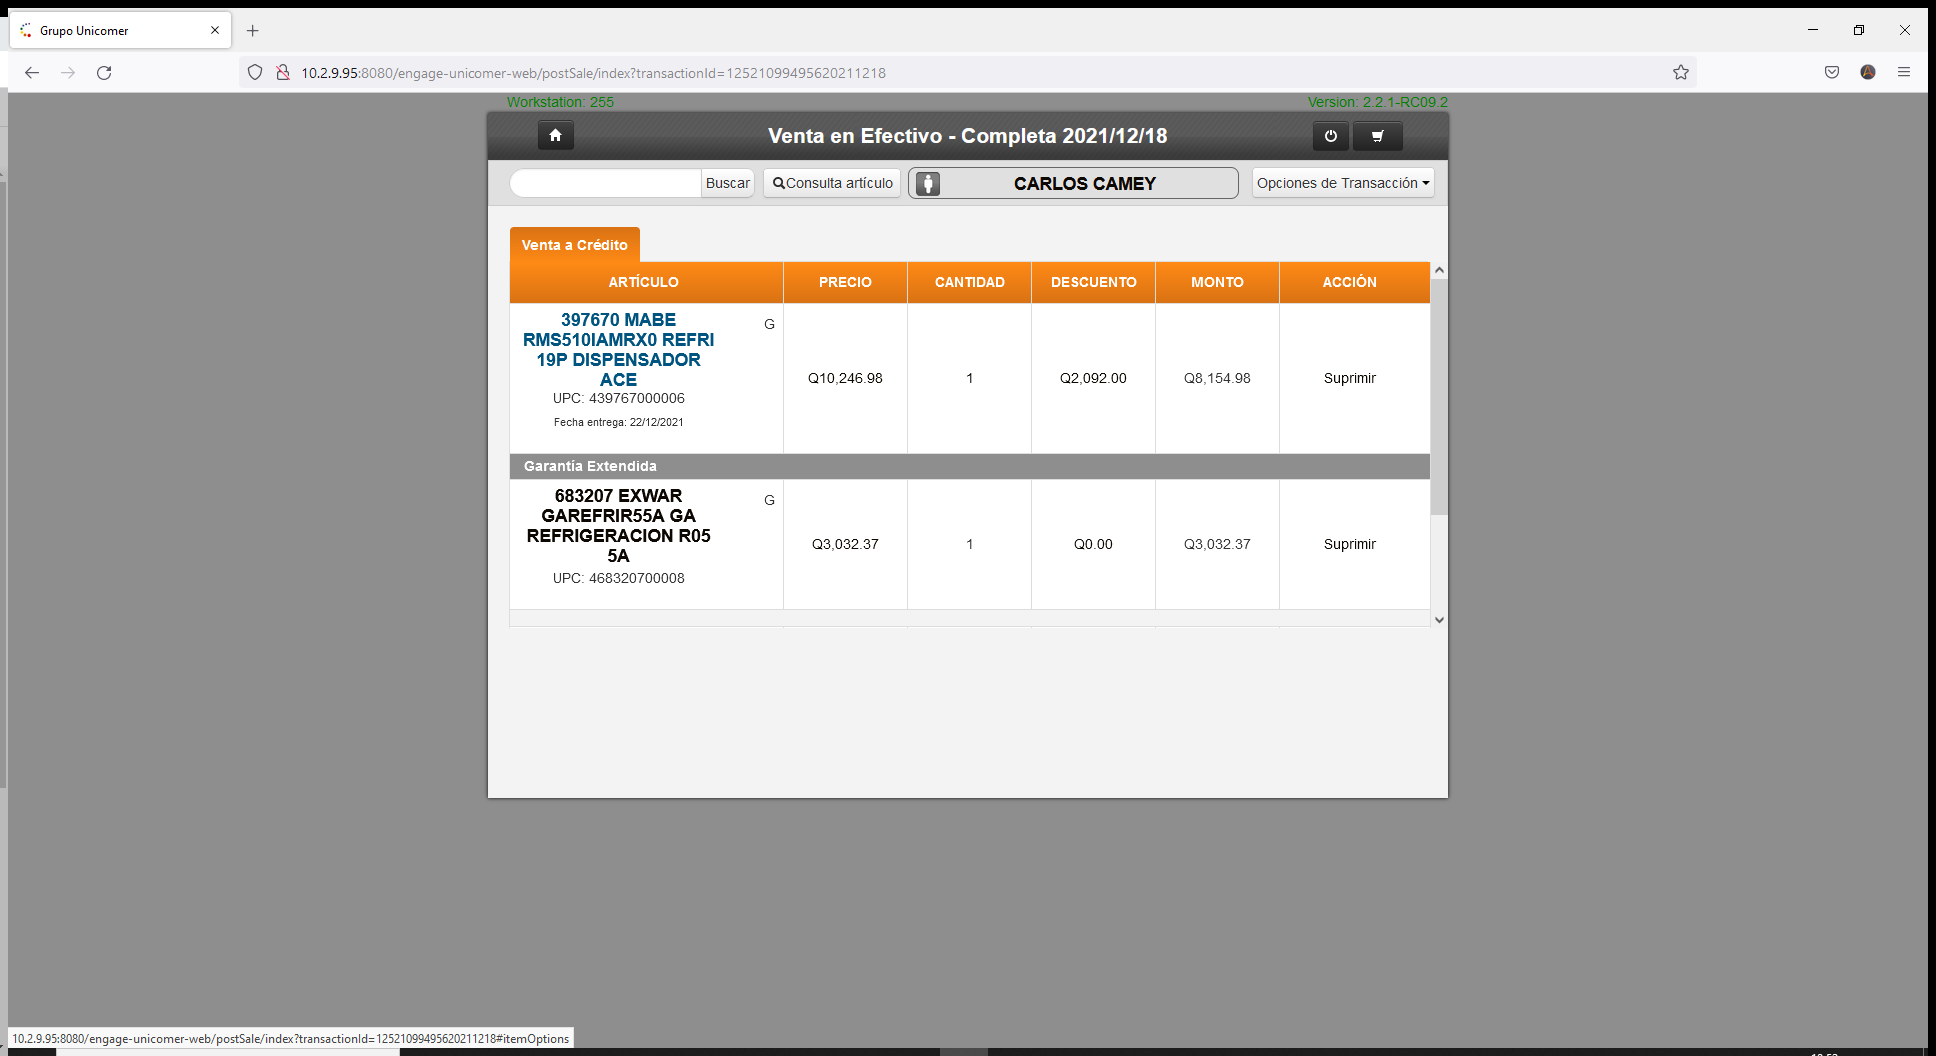 Grupo Unicomer
10.2.9.95:8080/engage-unicomer-web/postSale/index?transactionId=12521099495620211218
Workstation: 255
Version: 2.2.1-RC09.2
Venta en Efectivo - Completa 2021/12/18
Buscar
Consulta artículo
CARLOS CAMEY
Opciones de Transacción
Venta a Crédito
ARTÍCULO PRECIO CANTIDAD DESCUENTO MONTO ACCIÓN
397670 MABE
RMS510IAMRX0 REFRI
19P DISPENSADOR
ACE
G
UPC: 439767000006
Fecha entrega: 22/12/2021
Q10,246.98 1 Q2,092.00 Q8,154.98 Suprimir
Garantía Extendida
683207 EXWAR
GAREFRIR55A GA
REFRIGERACION R05
5A
G
UPC: 468320700008
Q3,032.37 1 Q0.00 Q3,032.37 Suprimir
10.2.9.95:8080/engage-unicomer-web/postSale/index?transactionId=12521099495620211218#itemOptions